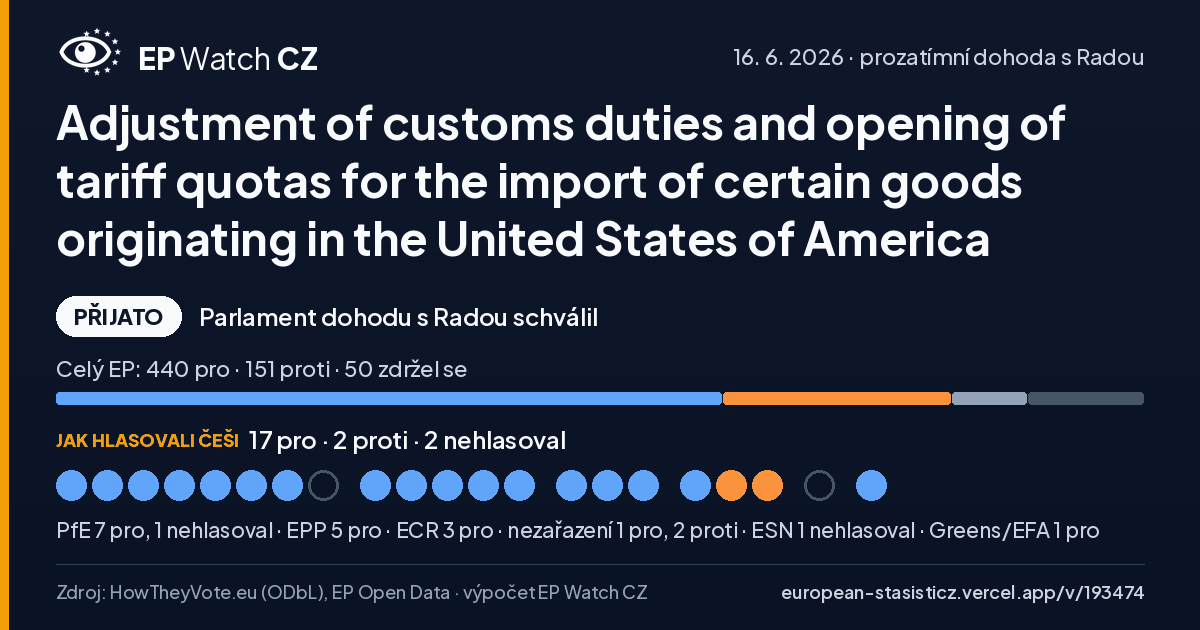 EP Watch CZ
16. 6. 2026 · prozatímní dohoda s Radou
Adjustment of customs duties and opening of
tariff quotas for the import of certain goods
originating in the United States of America
PŘIJATO
Parlament dohodu s Radou schválil
Celý EP: 440 pro · 151 proti · 50 zdržel se
JAK HLASOVALI ČEŠI 17 pro · 2 proti · 2 nehlasoval
PfE 7 pro, 1 nehlasoval · EPP 5 pro · ECR 3 pro · nezařazení 1 pro, 2 proti · ESN 1 nehlasoval · Greens/EFA 1 pro
Zdroj: HowTheyVote.eu (ODbL), EP Open Data · výpočet EP Watch CZ
european-stasisticz.vercel.app/v/193474